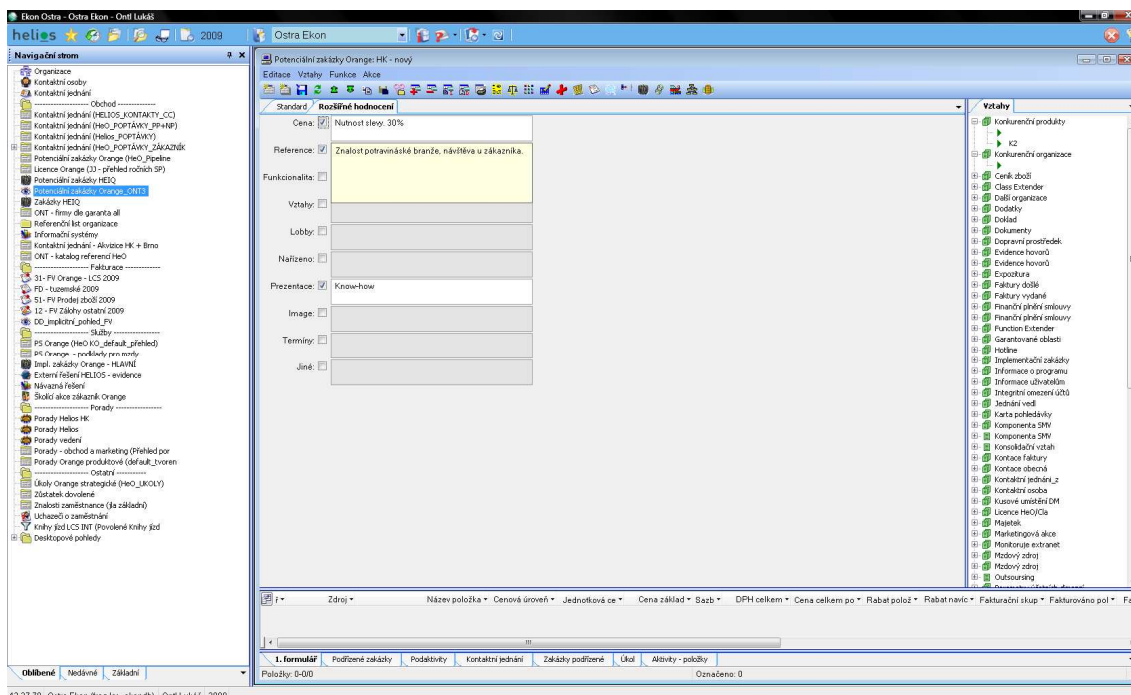 Ekon Ostra - Ostra Ekon - Ontl Lukáš
helios 2009 Ostra Ekon
Navigační strom
Organizace
Kontaktní osoby
Kontaktní jednání
-------------------- Obchod --------------
Kontaktní jednání (HELIOS_KONTAKTY_CC)
Kontaktní jednání (HeO_POPTÁVKY_PP+NP)
Kontaktní jednání (Helios_POPTÁVKY)
Kontaktní jednání (HeO_POPTÁVKY_ZÁKAZNÍK
Potenciální zakázky Orange (HeO_Pipeline
Licence Orange (JJ - přehled ročních SP)
Potenciální zakázky HEIQ
Potenciální zakázky Orange_ONT3
Zakázky HEIQ
ONT - firmy dle garanta all
Referenční list organizace
Informační systémy
Kontaktní jednání - Akvizice HK + Brno
ONT - katalog referencí HeO
-------------------- Fakturace -------------
31- FV Orange - LCS 2009
FD - tuzemské 2009
51- FV Prodej zboží 2009
12 - FV Zálohy ostatní 2009
DD_implicitní_pohled_FV
-------------------- Služby -----------------
PS Orange (HeO KO_default_přehled)
PS Orange - podklady pro mzdy
Impl. zakázky Orange - HLAVNÍ
Externí řešení HELIOS - evidence
Návazná řešení
Školící akce zákazník Orange
-------------------- Porady -----------------
Porady Helios HK
Porady Helios
Porady vedení
Porady - obchod a marketing (Přehled por
Porady Orange produktové (default_tvoren
-------------------- Ostatní -----------
Úkoly Orange strategické (HeO_UKOLY)
Zůstatek dovolené
Znalosti zaměstnance (jla základní)
Uchazeči o zaměstnání
Knihy jízd LCS INT (Povolené Knihy jízd
Desktopové pohledy
Oblíbené Nedávné Základní
Potenciální zakázky Orange: HK - nový
Editace Vztahy Funkce Akce
Standard Rozšířné hodnocení
Cena: Nutnost slevy. 30%
Reference: Znalost potravináské branže, návštěva u zákazníka.
Funkcionalita:
Vztahy:
Lobby:
Nařízeno:
Prezentace: Know-how
Image:
Termíny:
Jiné:
Vztahy
Konkurenční produkty
K2
Konkurenční organizace
Ceník zboží
Class Extender
Další organizace
Dodatky
Doklad
Dokumenty
Dopravní prostředek
Evidence hovorů
Evidence hovorů
Expozitura
Faktury došlé
Faktury vydané
Finanční plnění smlouvy
Finanční plnění smlouvy
Function Extender
Garantované oblasti
Hotline
Implementační zakázky
Informace o programu
Informace uživatelům
Integritní omezení účtů
Jednání vedl
Karta pohledávky
Komponenta SMV
Komponenta SMV
Konsolidační vztah
Kontace faktury
Kontace obecná
Kontaktní jednání_z
Kontaktní osoba
Kusové umístění DM
Licence HeO/Cla
Majetek
Marketingová akce
Monitoruje extranet
Mzdový zdroj
Mzdový zdroj
Outsoursing
ř Zdroj Název položka Cenová úroveň Jednotková ce Cena základ Sazb DPH celkem Cena celkem po Rabat polož Rabat navíc Fakturační skup Fakturováno pol Fa
1. formulář Podřízené zakázky Podaktivity Kontaktní jednání Zakázky podřízené Úkol Aktivity - položky
Položky: 0-0/0 Označeno: 0